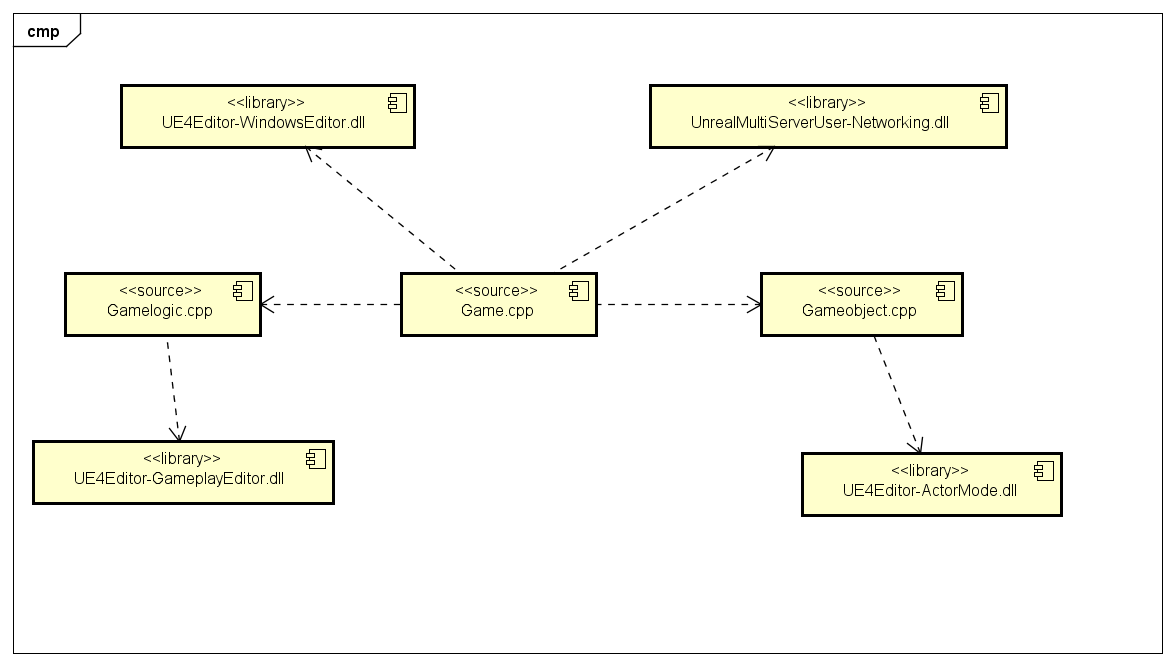 cmp
<<library>>
UE4Editor-WindowsEditor.dll
<<library>>
UnrealMultiServerUser-Networking.dll
<<source>>
Gamelogic.cpp
<<source>>
Game.cpp
<<source>>
Gameobject.cpp
<<library>>
UE4Editor-GameplayEditor.dll
<<library>>
UE4Editor-ActorMode.dll